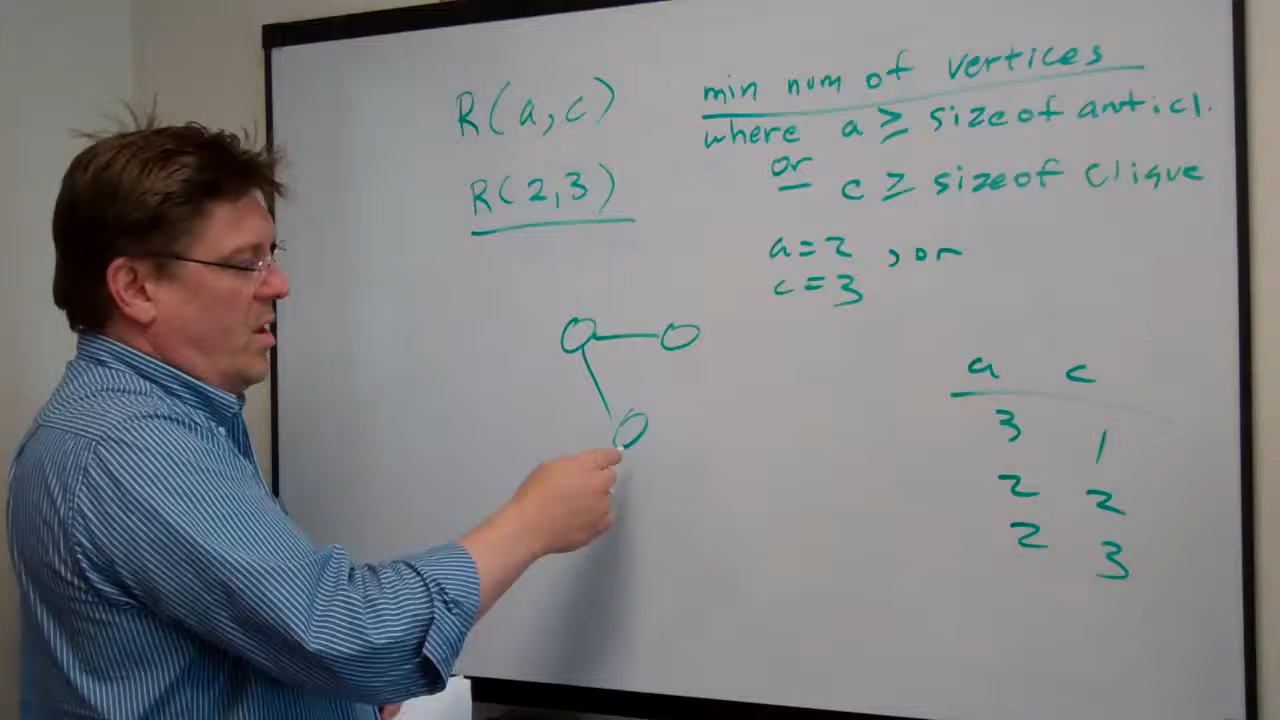 R(a,c)
min num of vertices
where a ≥ size of anticl.
or
c ≥ size of Clique
R(2,3)
a=2 , or
c=3
a c
3 1
2 2
2 3